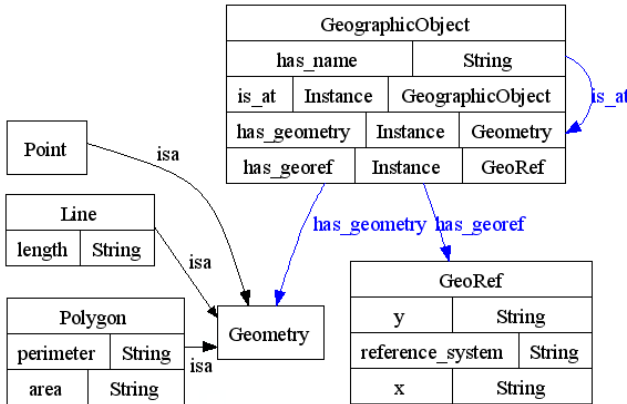 GeographicObject
has_name String
is_at Instance GeographicObject
is_at
has_geometry Instance Geometry
has_georef Instance GeoRef
Point
isa
Line
length String
isa
has_geometry has_georef
Polygon
perimeter String
area String
isa
Geometry
GeoRef
y String
reference_system String
x String